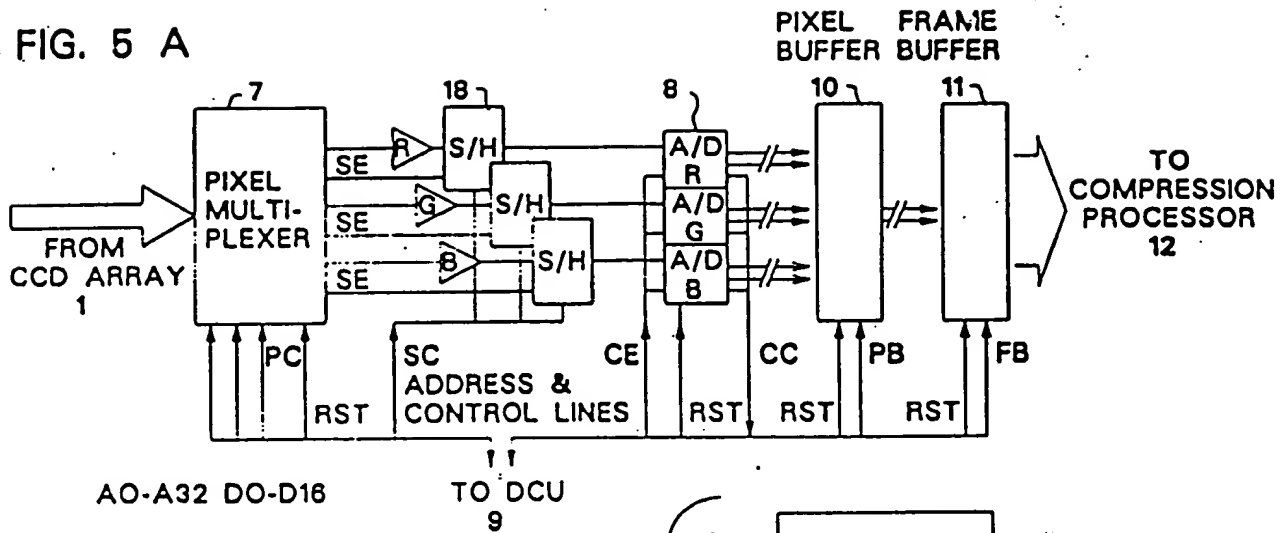 FIG. 5 A
PIXEL BUFFER
FRAME BUFFER
7
18
8
10
11
PIXEL MULTI-PLEXER
FROM CCD ARRAY
1
SE
SE
SE
R
G
B
S/H
S/H
S/H
A/D
R
A/D
G
A/D
B
TO COMPRESSION PROCESSOR
12
PC
RST
SC
ADDRESS &
CONTROL LINES
CE
RST
CC
RST
PB
RST
FB
AO-A32 DO-D16
TO DCU
9